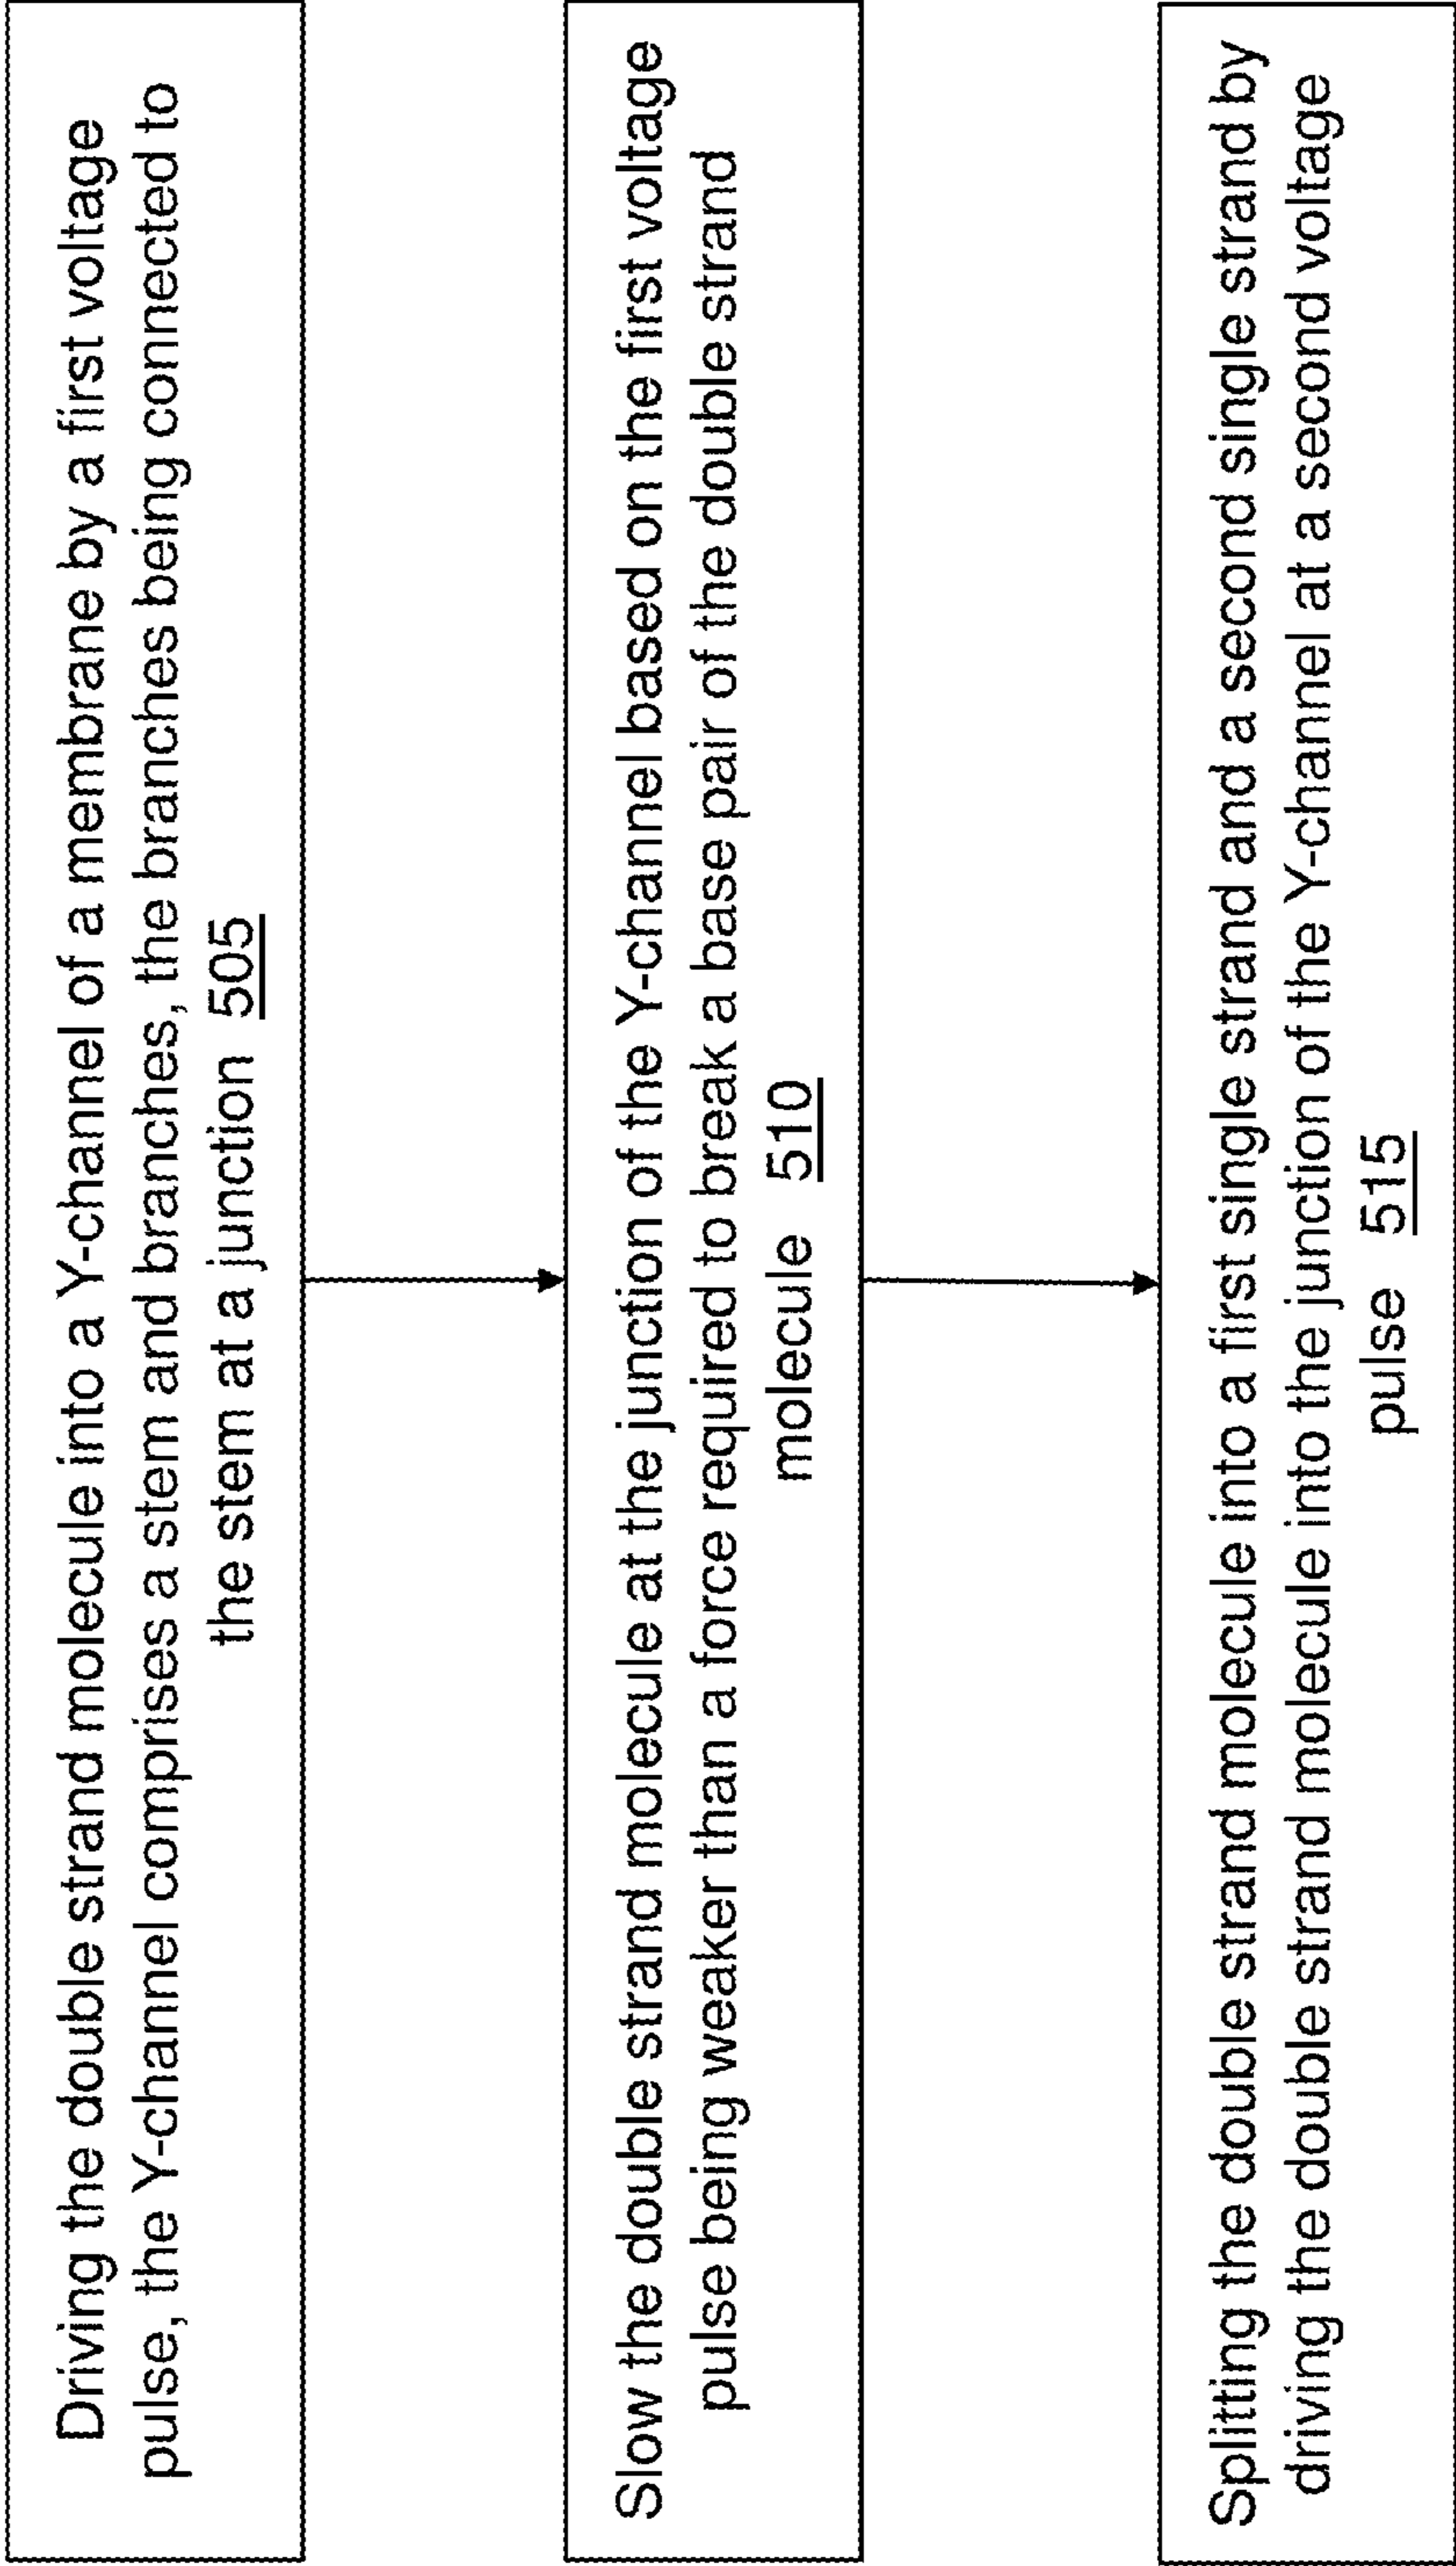 Driving the double strand molecule into a Y-channel of a membrane by a first voltage
pulse, the Y-channel comprises a stem and branches, the branches being connected to
the stem at a junction 505
Slow the double strand molecule at the junction of the Y-channel based on the first voltage
pulse being weaker than a force required to break a base pair of the double strand
molecule 510
Splitting the double strand molecule into a first single strand and a second single strand by
driving the double strand molecule into the junction of the Y-channel at a second voltage
pulse 515